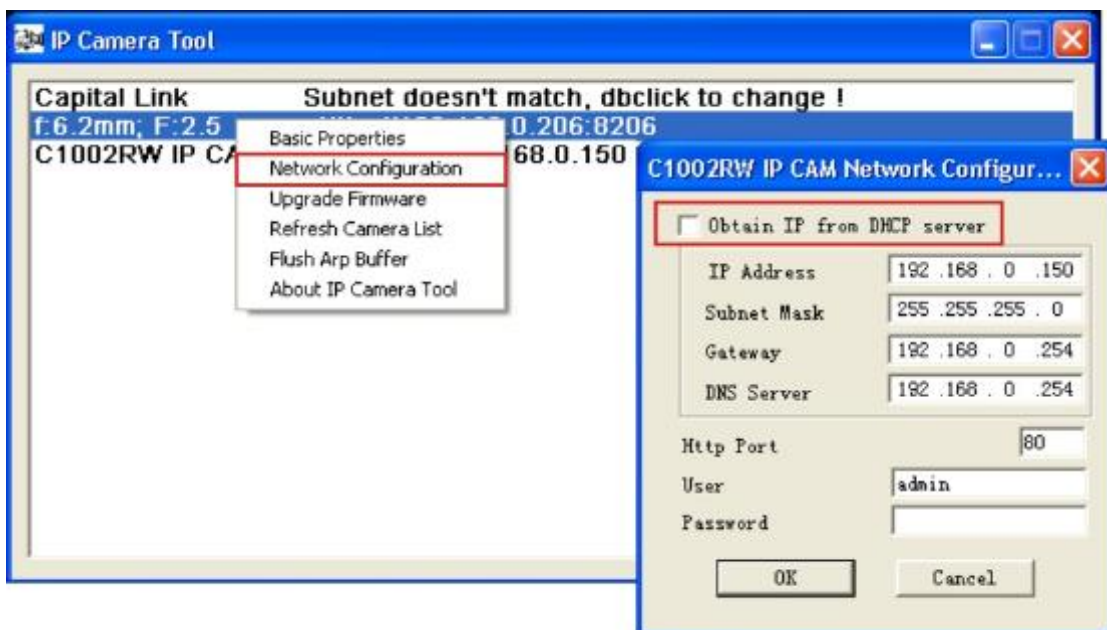 IP Camera Tool
Capital Link Subnet doesn't match, dbclick to change !
f:6.2mm; F:2.5 0.206:8206
C1002RW IP CA 68.0.150
Basic Properties
Network Configuration
Upgrade Firmware
Refresh Camera List
Flush Arp Buffer
About IP Camera Tool
C1002RW IP CAM Network Configur...
Obtain IP from DHCP server
IP Address 192 .168 . 0 .150
Subnet Mask 255 .255 .255 . 0
Gateway 192 .168 . 0 .254
DNS Server 192 .168 . 0 .254
Http Port 80
User admin
Password
OK Cancel